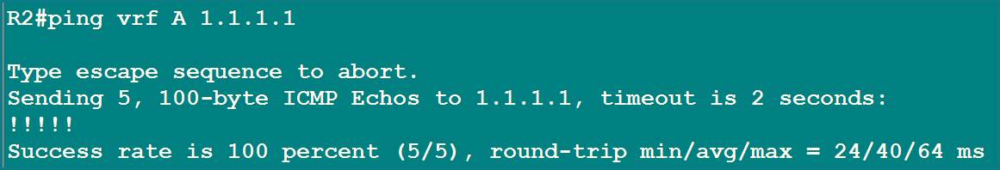 R2#ping vrf A 1.1.1.1
Type escape sequence to abort.
Sending 5, 100-byte ICMP Echos to 1.1.1.1, timeout is 2 seconds:
!!!!!
Success rate is 100 percent (5/5), round-trip min/avg/max = 24/40/64 ms